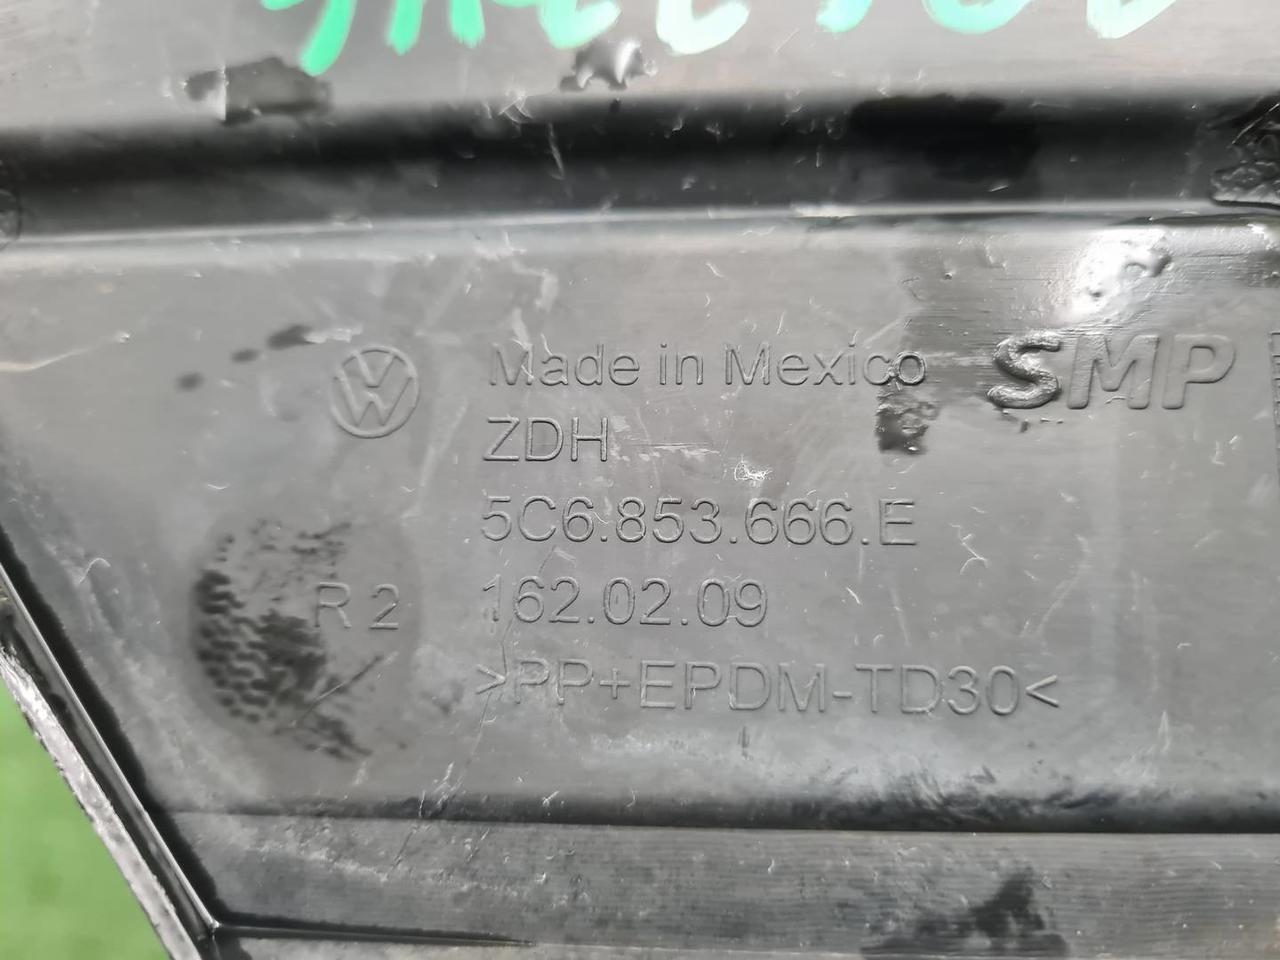 Made in Mexico
SMP
ZDH
5C6.853.666.E
R 2
162.02.09
>PP+EPDM-TD30<